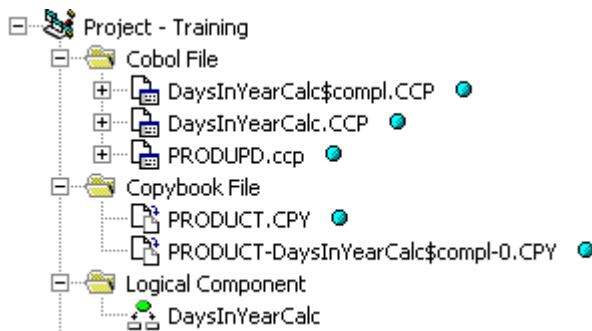 Project - Training
Cobol File
DaysInYearCalc$compl.CCP
DaysInYearCalc.CCP
PRODUPD.ccp
Copybook File
PRODUCT.CPY
PRODUCT-DaysInYearCalc$compl-0.CPY
Logical Component
DaysInYearCalc